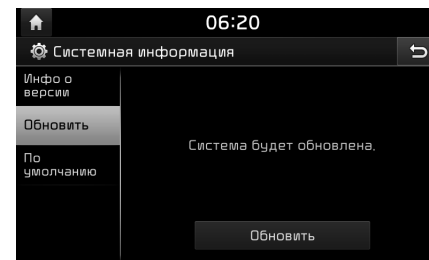 06:20
Системная информация
Инфо о
версии
Обновить
По
умолчанию
Система будет обновлена.
Обновить